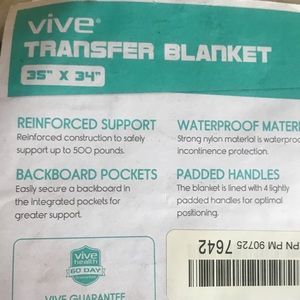 vive®
TRANSFER BLANKET
35" X 34"
REINFORCED SUPPORT
Reinforced construction to safely
support up to 500 pounds.
WATERPROOF MATERI
Strong nylon material is waterproo
incontinence protection.
BACKBOARD POCKETS
Easily secure a backboard in
the integrated pockets for
greater support.
PADDED HANDLES
The blanket is lined with 4 lightly
padded handles for optimal
positioning.
vive
health
60 DAY
VIVE GUARANTEE
PN PM 90725
7642